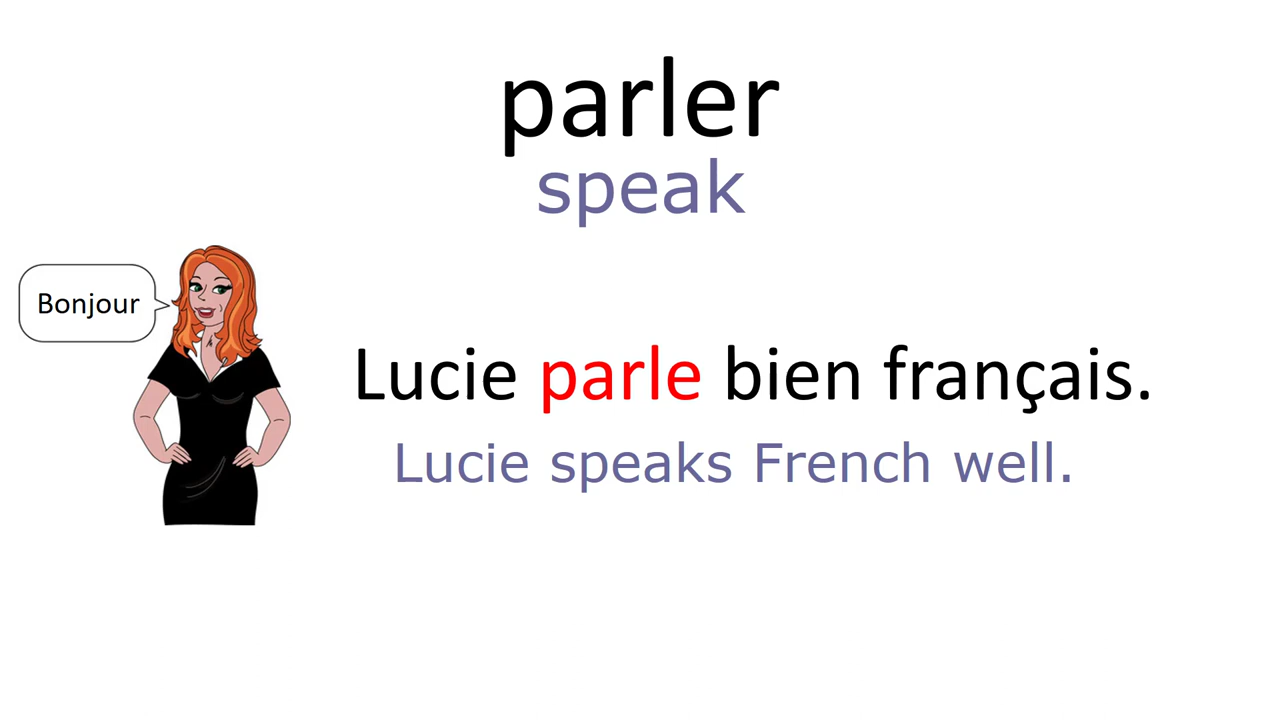 parler
speak
Bonjour
Lucie parle bien français.
Lucie speaks French well.